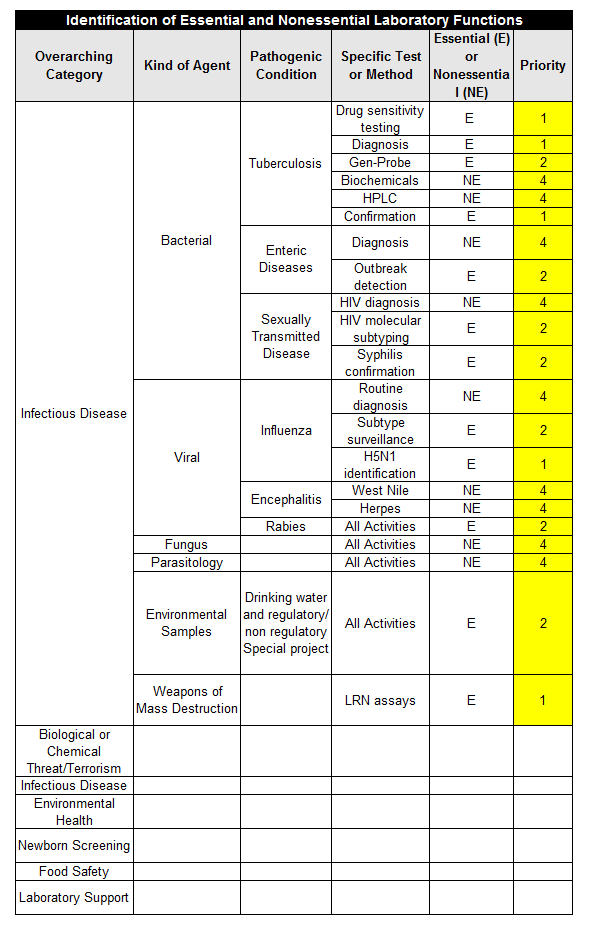 Identification of Essential and Nonessential Laboratory Functions
Overarching
Category
Kind of Agent
Pathogenic
Condition
Specific Test
or Method
Essential (E)
or
Nonessentia
l (NE)
Priority
Infectious Disease
Bacterial
Tuberculosis
Drug sensitivity
testing
E
1
Diagnosis
E
1
Gen-Probe
E
2
Biochemicals
NE
4
HPLC
NE
4
Confirmation
E
1
Enteric
Diseases
Diagnosis
NE
4
Outbreak
detection
E
2
Sexually
Transmitted
Disease
HIV diagnosis
NE
4
HIV molecular
subtyping
E
2
Syphilis
confirmation
E
2
Viral
Influenza
Routine
diagnosis
NE
4
Subtype
surveillance
E
2
H5N1
identification
E
1
Encephalitis
West Nile
NE
4
Herpes
NE
4
Rabies
All Activities
E
2
Fungus
All Activities
NE
4
Parasitology
All Activities
NE
4
Environmental
Samples
Drinking water
and regulatory/
non regulatory
Special project
All Activities
E
2
Weapons of
Mass Destruction
LRN assays
E
1
Biological or
Chemical
Threat/Terrorism
Infectious Disease
Environmental
Health
Newborn Screening
Food Safety
Laboratory Support